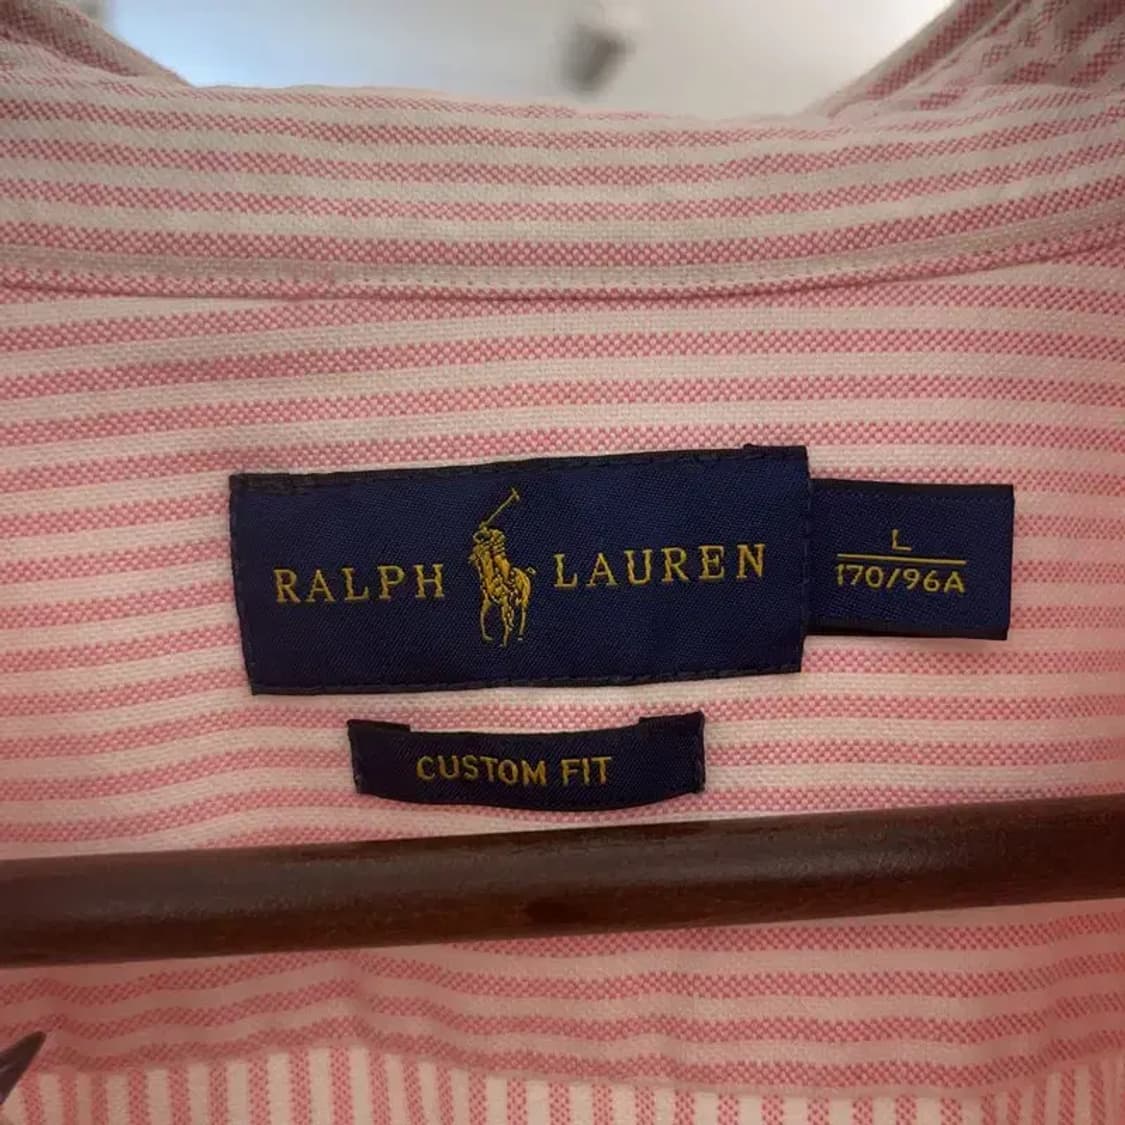 RALPH LAUREN
L
170/96A
CUSTOM FIT